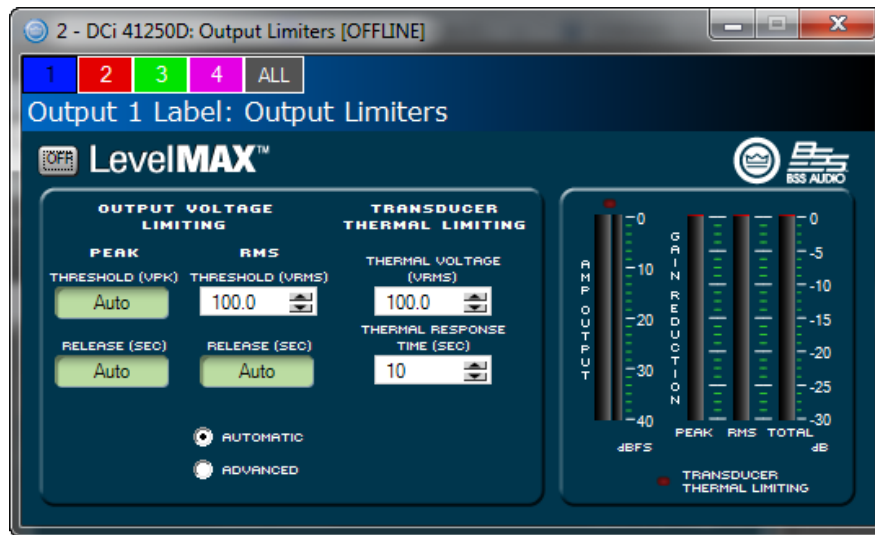 2 - DCi 41250D: Output Limiters [OFFLINE]
1 2 3 4 ALL
Output 1 Label: Output Limiters
OFF LevelMAX™
BSS AUDIO
OUTPUT VOLTAGE
LIMITING
PEAK RMS
THRESHOLD (VPK) THRESHOLD (VRMS)
Auto 100.0
RELEASE (SEC) RELEASE (SEC)
Auto Auto
AUTOMATIC
ADVANCED
TRANSDUCER
THERMAL LIMITING
THERMAL VOLTAGE
(VRMS)
100.0
THERMAL RESPONSE
TIME (SEC)
10
AMP OUTPUT
0
-10
-20
-30
-40
dBFS
GAIN REDUCTION
0
-5
-10
-15
-20
-25
-30
PEAK RMS TOTAL
dB
TRANSDUCER
THERMAL LIMITING